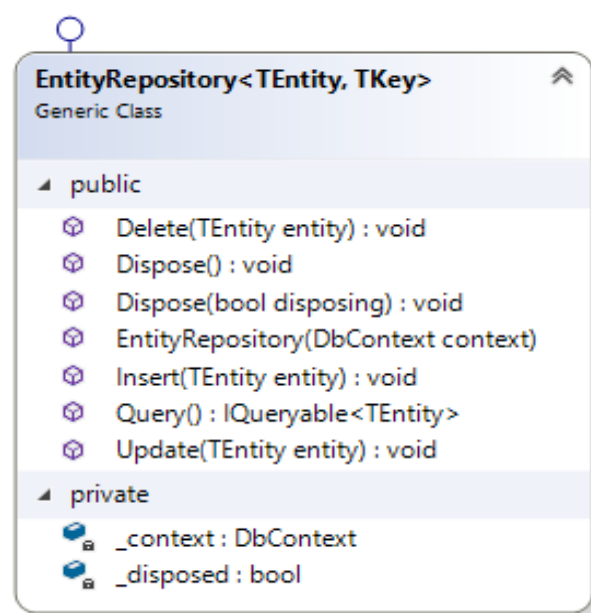 EntityRepository<TEntity, TKey>
Generic Class
public
Delete(TEntity entity) : void
Dispose() : void
Dispose(bool disposing) : void
EntityRepository(DbContext context)
Insert(TEntity entity) : void
Query() : IQueryable<TEntity>
Update(TEntity entity) : void
private
_context : DbContext
_disposed : bool